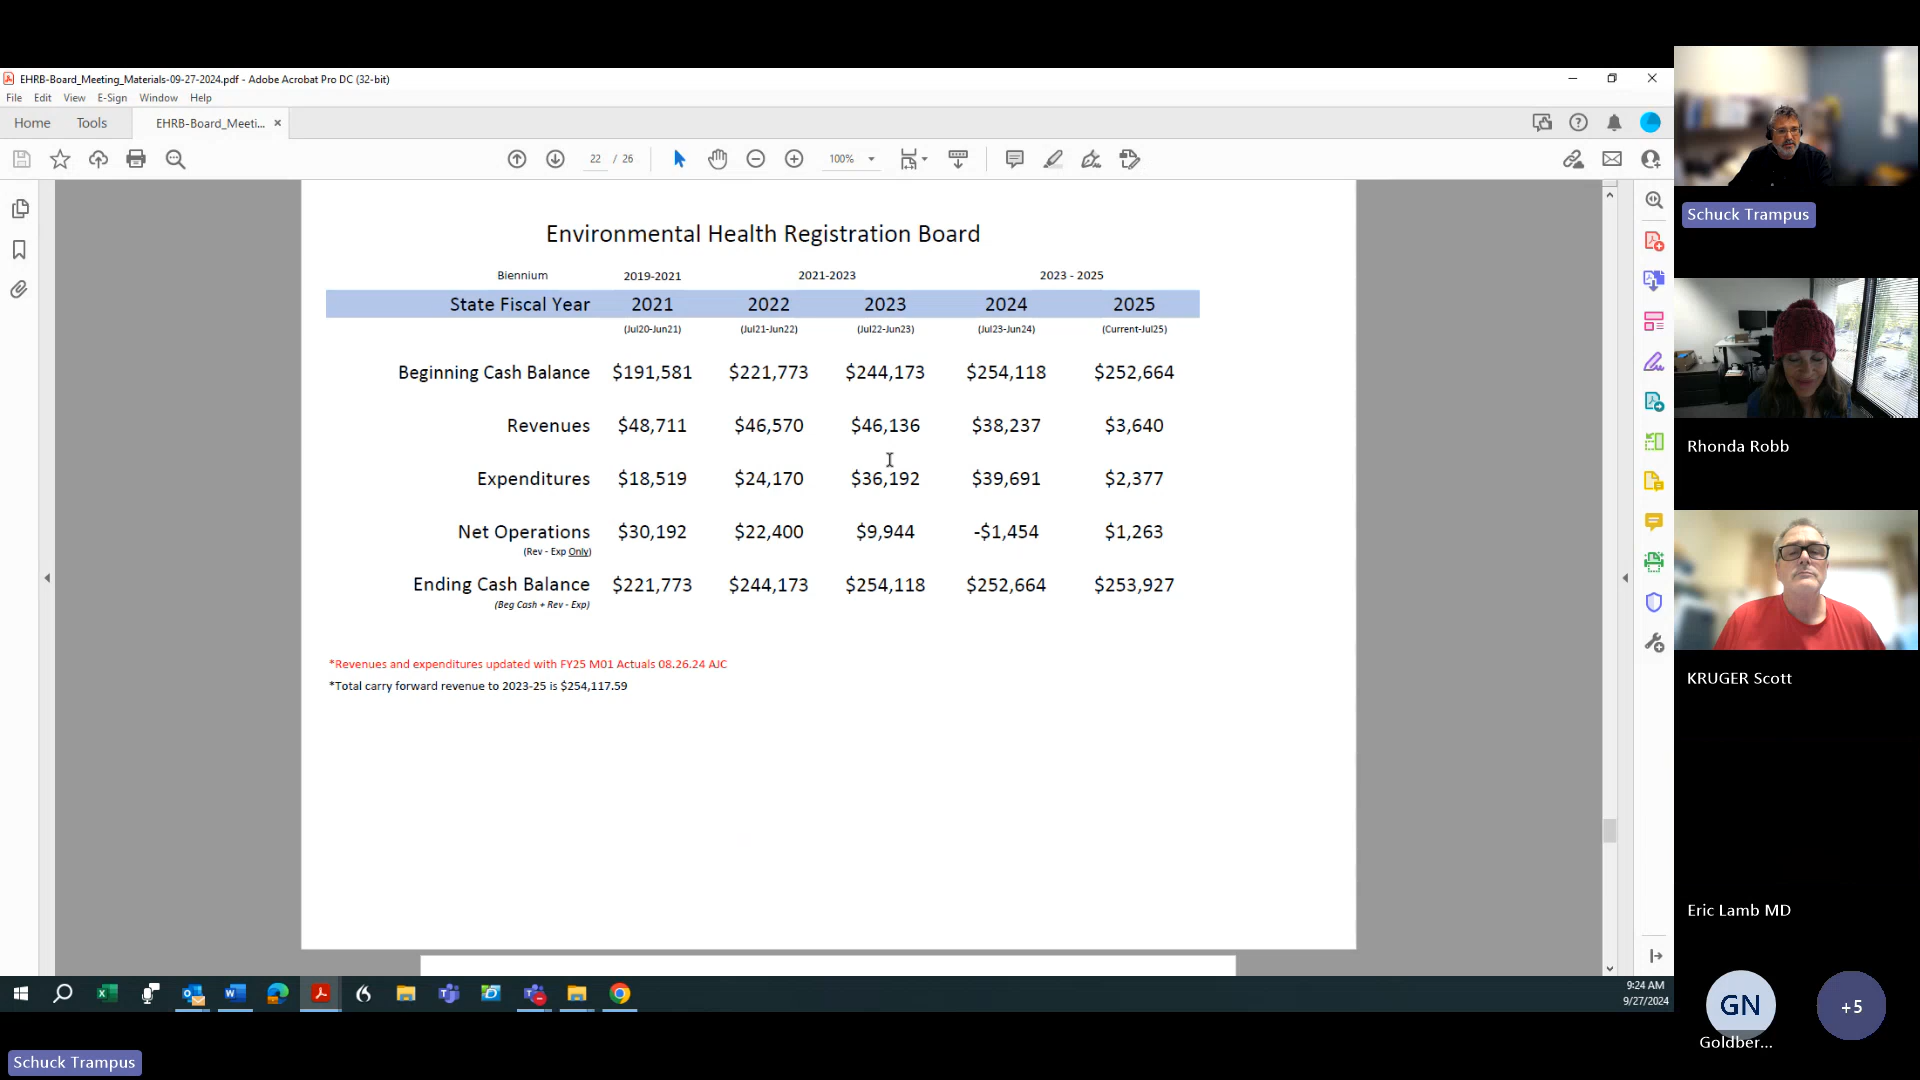 EHRB-Board_Meeting_Materials-09-27-2024.pdf - Adobe Acrobat Pro DC (32-bit)
File Edit View E-Sign Window Help
Home Tools EHRB-Board_Meeti... ×
22 / 26 100%
Environmental Health Registration Board
Biennium 2019-2021 2021-2023 2023 - 2025
State Fiscal Year 2021 2022 2023 2024 2025
(Jul20-Jun21) (Jul21-Jun22) (Jul22-Jun23) (Jul23-Jun24) (Current-Jul25)
Beginning Cash Balance $191,581 $221,773 $244,173 $254,118 $252,664
Revenues $48,711 $46,570 $46,136 $38,237 $3,640
Expenditures $18,519 $24,170 $36,192 $39,691 $2,377
Net Operations $30,192 $22,400 $9,944 -$1,454 $1,263
(Rev - Exp Only)
Ending Cash Balance $221,773 $244,173 $254,118 $252,664 $253,927
(Beg Cash + Rev - Exp)
*Revenues and expenditures updated with FY25 M01 Actuals 08.26.24 AJC
*Total carry forward revenue to 2023-25 is $254,117.59
9:24 AM
9/27/2024
Schuck Trampus
Schuck Trampus
Rhonda Robb
KRUGER Scott
Eric Lamb MD
GN
+5
Goldber...